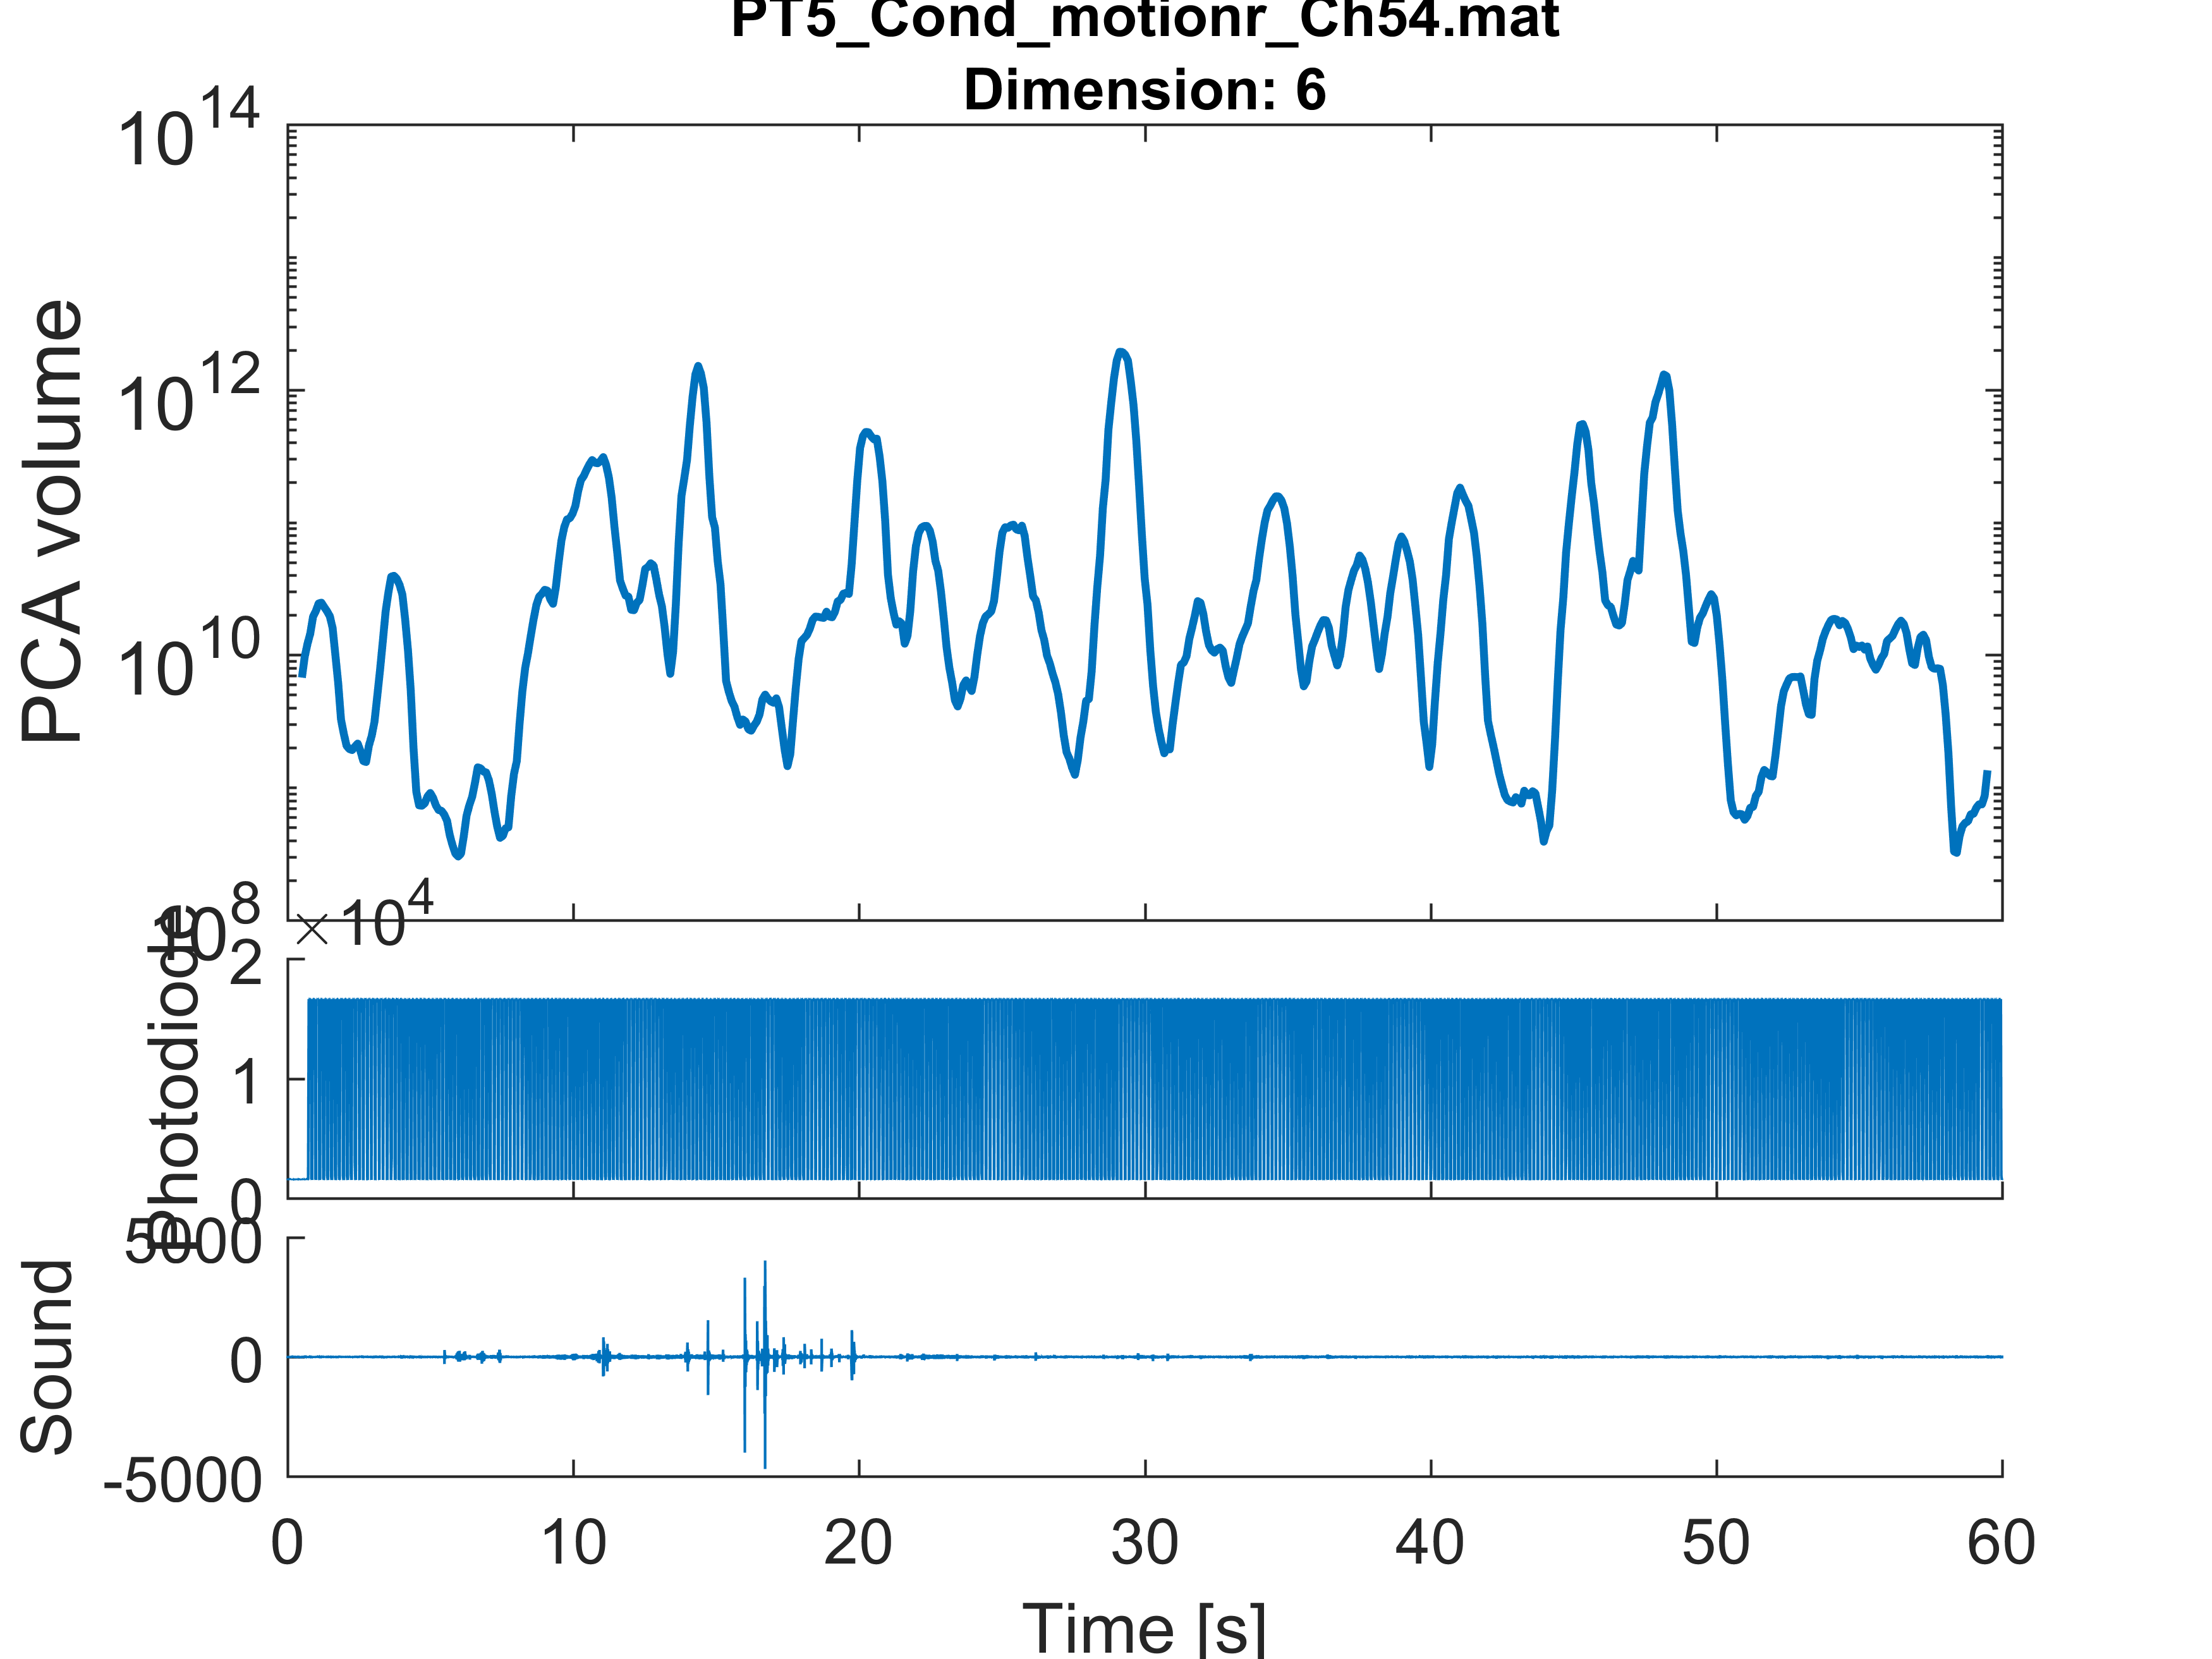 PT5_Cond_motionr_Ch54.mat
Dimension: 6
PCA volume
10^14
10^12
10^10
10^8
×10^4
Photodiode
2
1
0
Sound
5000
0
-5000
0 10 20 30 40 50 60
Time [s]